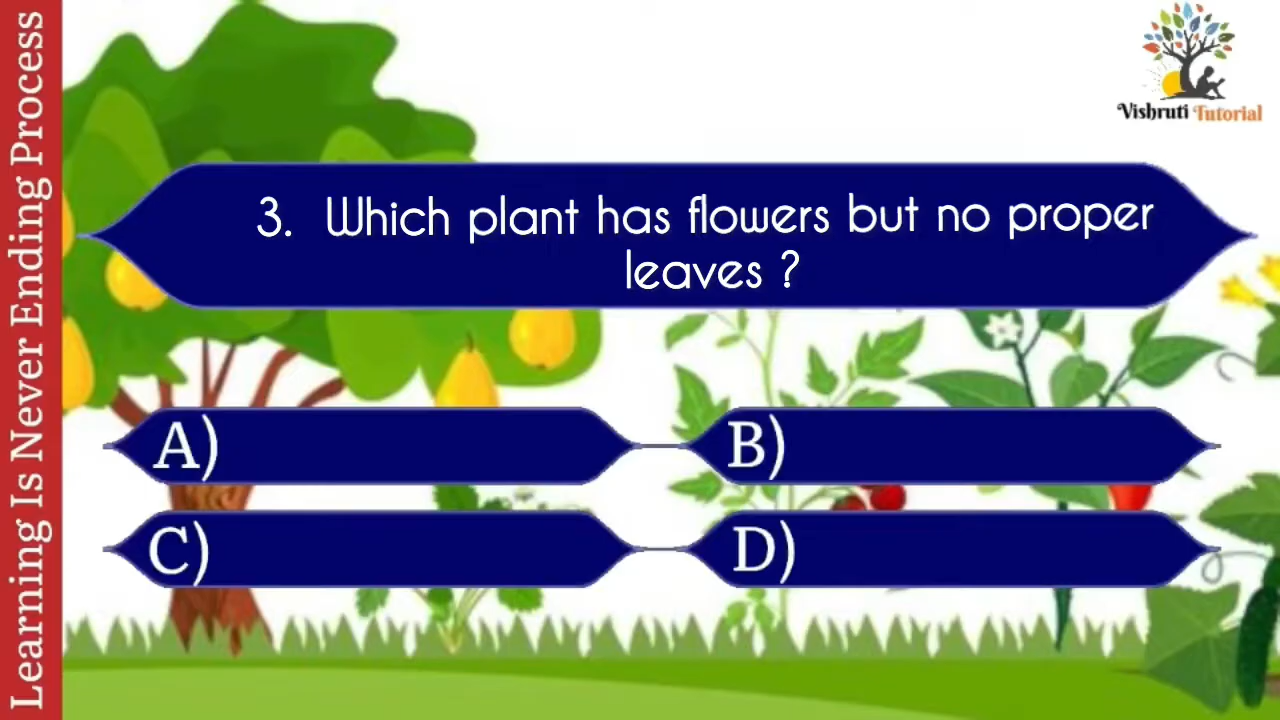 Learning Is Never Ending Process
Vishruti Tutorial
3. Which plant has flowers but no proper
leaves ?
A)
B)
C)
D)